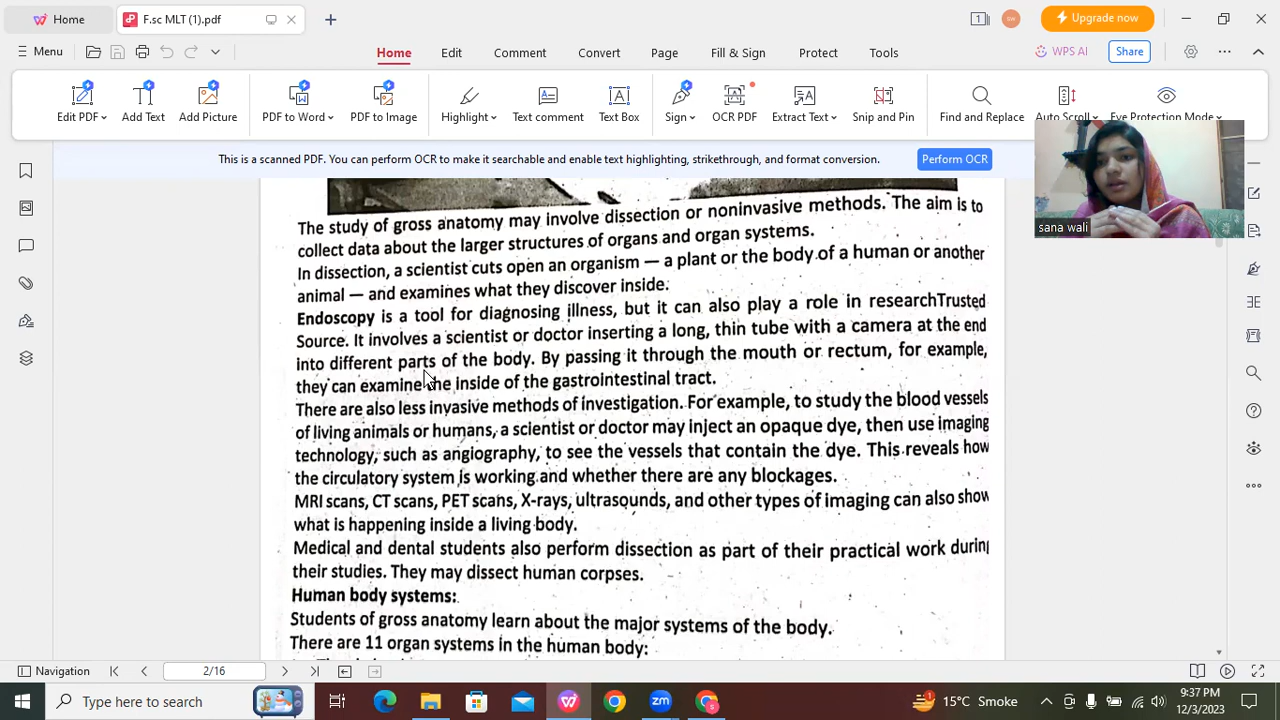 Home
F.sc MLT (1).pdf
1
SW
Upgrade now
Menu
Home
Edit
Comment
Convert
Page
Fill & Sign
Protect
Tools
WPS AI
Share
Edit PDF
Add Text
Add Picture
PDF to Word
PDF to Image
Highlight
Text comment
Text Box
Sign
OCR PDF
Extract Text
Snip and Pin
Find and Replace
Auto Scroll
Eye Protection Mode
This is a scanned PDF. You can perform OCR to make it searchable and enable text highlighting, strikethrough, and format conversion.
Perform OCR
sana wali
The study of gross anatomy may involve dissection or noninvasive methods. The aim is to
collect data about the larger structures of organs and organ systems.
In dissection, a scientist cuts open an organism — a plant or the body of a human or another
animal — and examines what they discover inside.
Endoscopy is a tool for diagnosing illness, but it can also play a role in researchTrusted
Source. It involves a scientist or doctor inserting a long, thin tube with a camera at the end
into different parts of the body. By passing it through the mouth or rectum, for example,
they can examine the inside of the gastrointestinal tract.
There are also less invasive methods of investigation. For example, to study the blood vessels
of living animals or humans, a scientist or doctor may inject an opaque dye, then use imaging
technology, such as angiography, to see the vessels that contain the dye. This reveals how
the circulatory system is working and whether there are any blockages.
MRI scans, CT scans, PET scans, X-rays, ultrasounds, and other types of imaging can also show
what is happening inside a living body.
Medical and dental students also perform dissection as part of their practical work during
their studies. They may dissect human corpses.
Human body systems:
Students of gross anatomy learn about the major systems of the body.
There are 11 organ systems in the human body:
Navigation
2/16
Type here to search
15°C Smoke
9:37 PM
12/3/2023